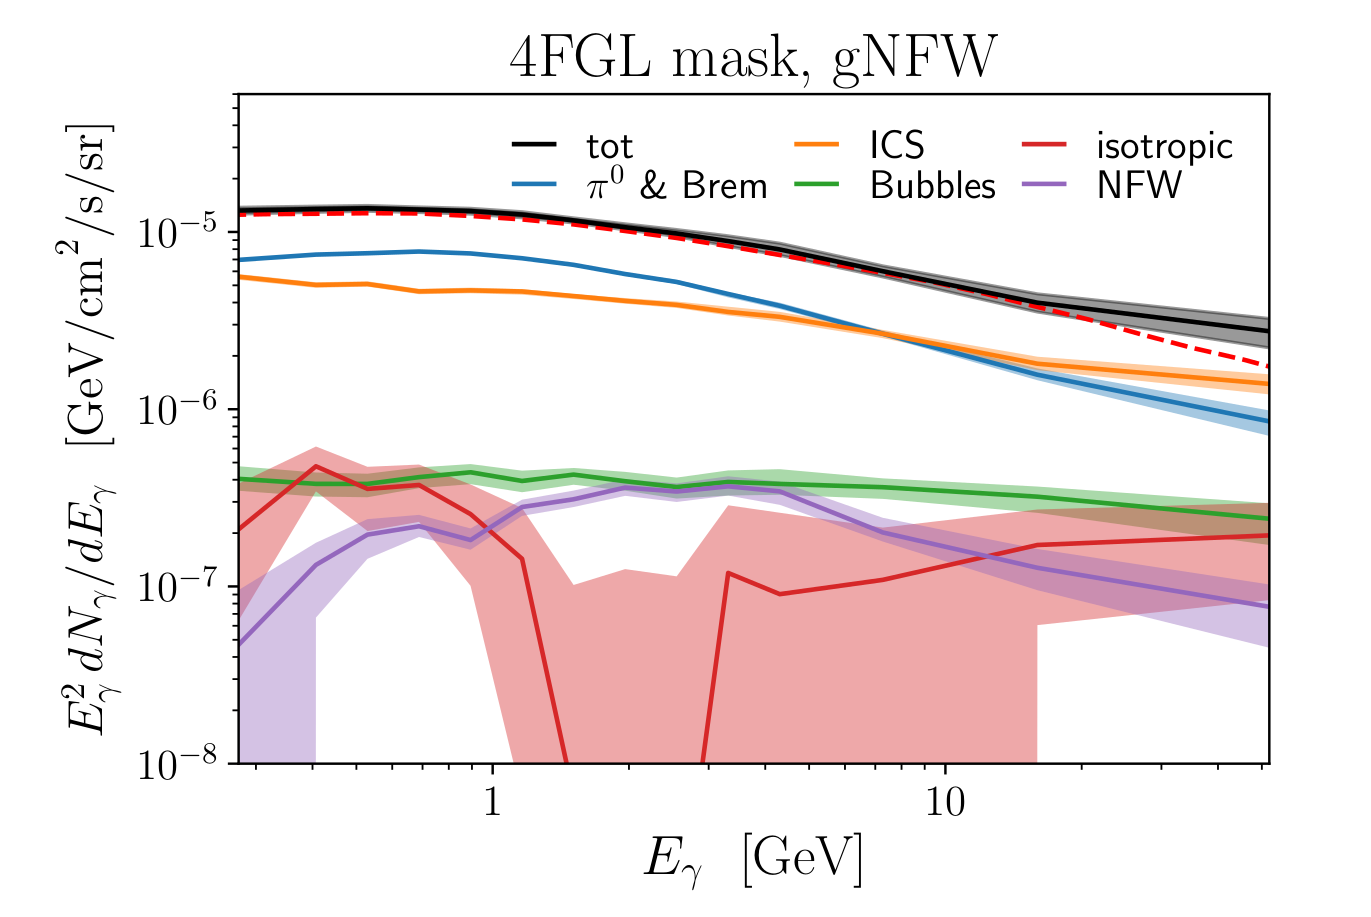 4FGL mask, gNFW
tot
ICS
isotropic
π⁰ & Brem
Bubbles
NFW
10⁻⁵
10⁻⁶
10⁻⁷
10⁻⁸
E²ᵧ dNᵧ/dEᵧ [GeV/cm²/s/sr]
1
10
Eᵧ [GeV]